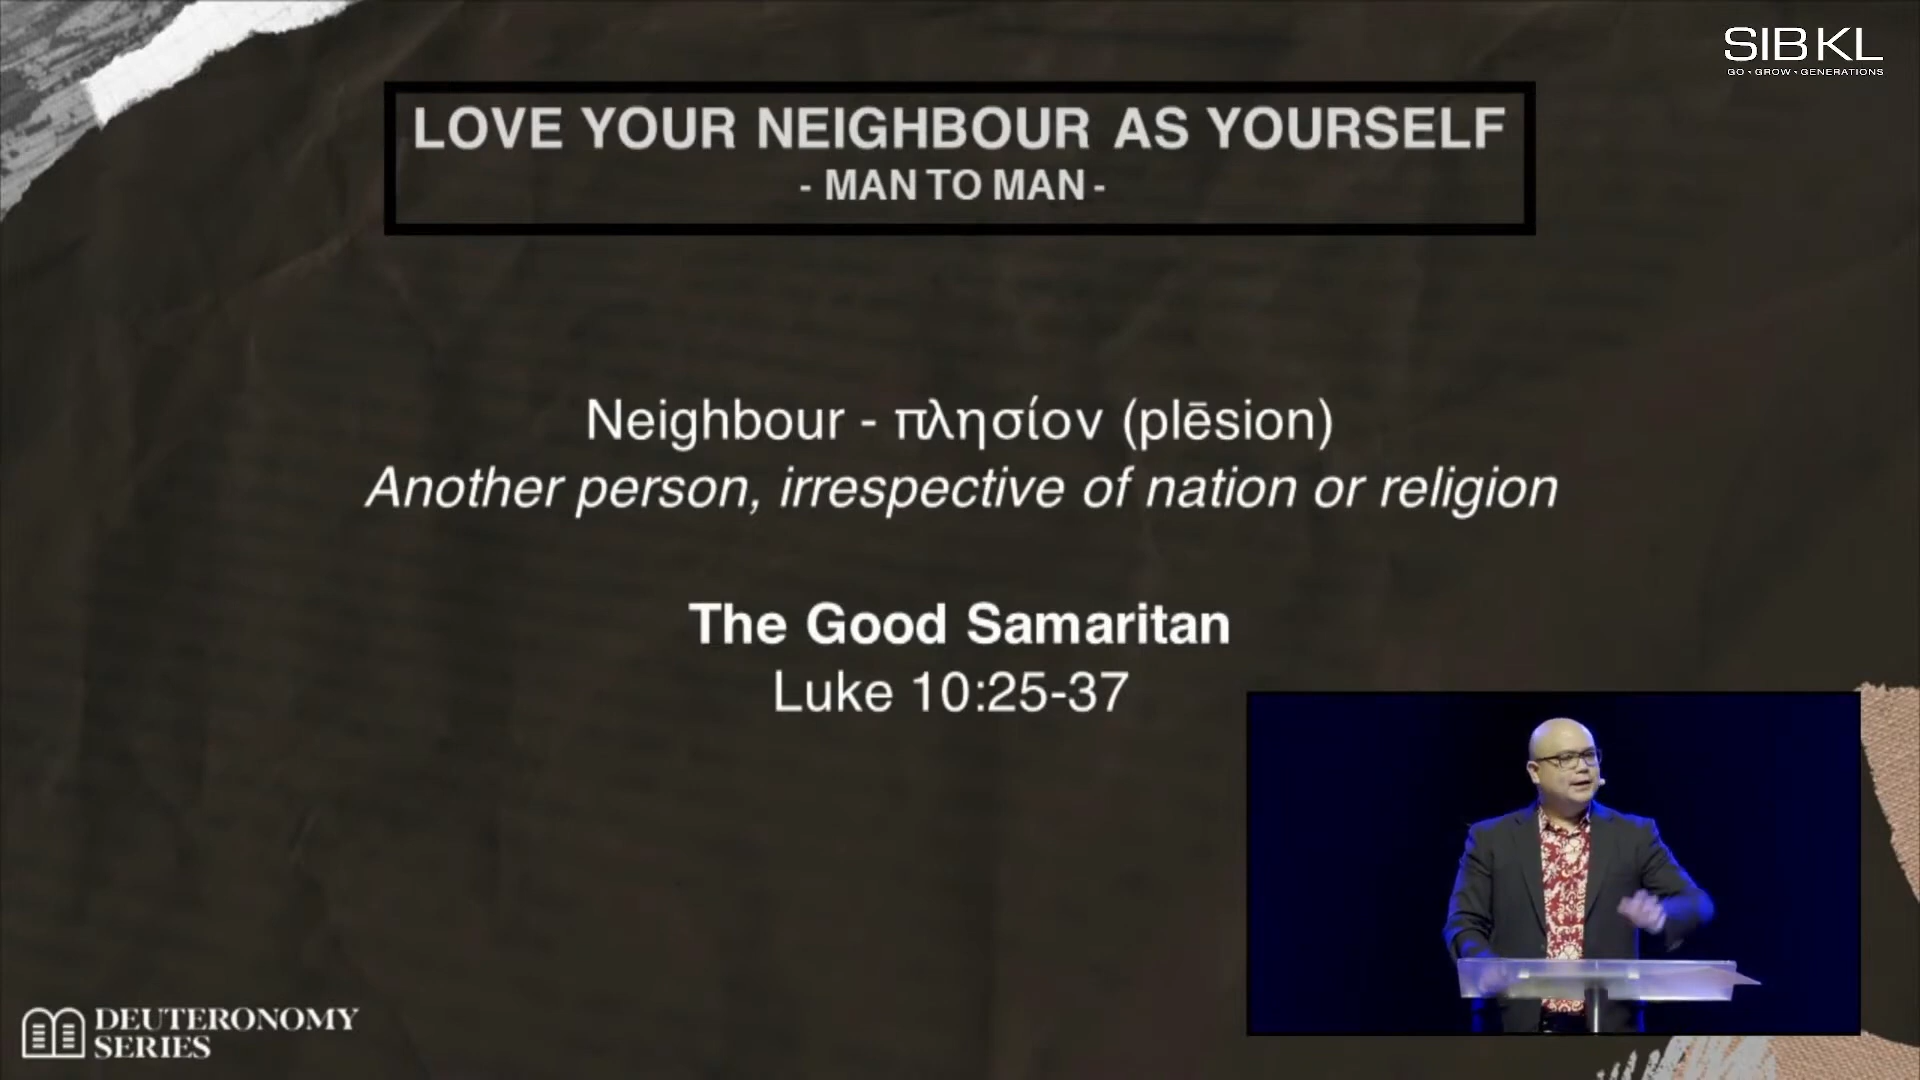 SIBKL
GO • GROW • GENERATIONS
LOVE YOUR NEIGHBOUR AS YOURSELF
- MAN TO MAN -
Neighbour - πλησίον (plēsion)
Another person, irrespective of nation or religion
The Good Samaritan
Luke 10:25-37
DEUTERONOMY
SERIES